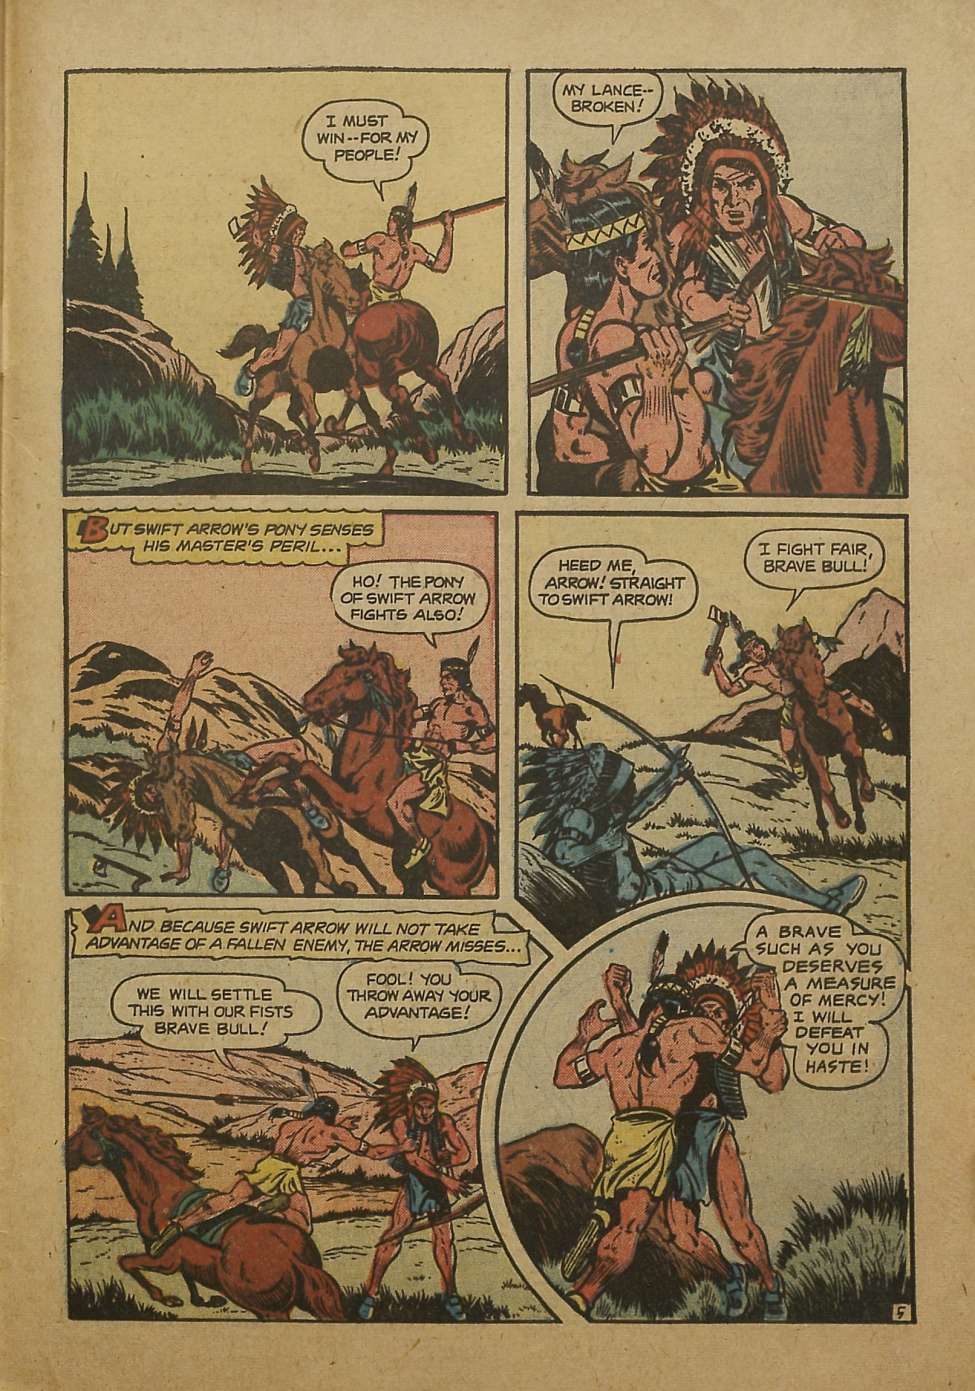 I MUST
WIN--FOR MY
PEOPLE!
MY LANCE--
BROKEN!
BUT SWIFT ARROW'S PONY SENSES
HIS MASTER'S PERIL...
HO! THE PONY
OF SWIFT ARROW
FIGHTS ALSO!
HEED ME,
ARROW! STRAIGHT
TO SWIFT ARROW!
I FIGHT FAIR,
BRAVE BULL!
AND BECAUSE SWIFT ARROW WILL NOT TAKE
ADVANTAGE OF A FALLEN ENEMY, THE ARROW MISSES...
WE WILL SETTLE
THIS WITH OUR FISTS
BRAVE BULL!
FOOL! YOU
THROW AWAY YOUR
ADVANTAGE!
A BRAVE
SUCH AS YOU
DESERVES
A MEASURE
OF MERCY!
I WILL
DEFEAT
YOU IN
HASTE!
5